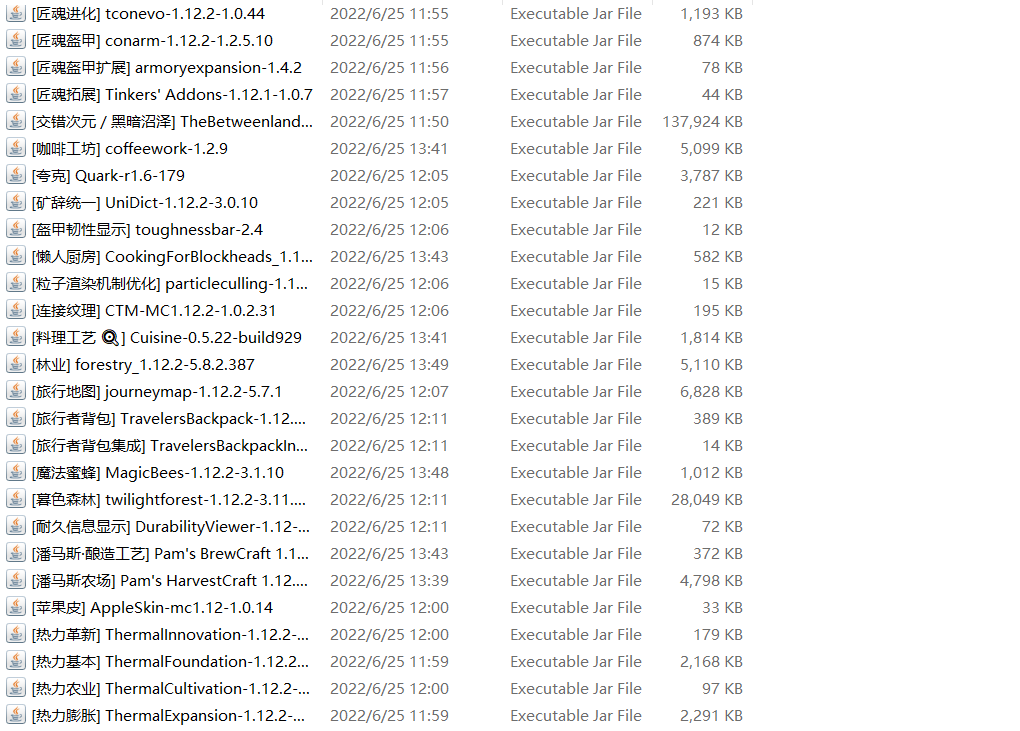 [匠魂进化] tconevo-1.12.2-1.0.44 2022/6/25 11:55 Executable Jar File 1,193 KB
[匠魂盔甲] conarm-1.12.2-1.2.5.10 2022/6/25 11:55 Executable Jar File 874 KB
[匠魂盔甲扩展] armoryexpansion-1.4.2 2022/6/25 11:56 Executable Jar File 78 KB
[匠魂拓展] Tinkers' Addons-1.12.1-1.0.7 2022/6/25 11:57 Executable Jar File 44 KB
[交错次元 / 黑暗沼泽] TheBetweenland... 2022/6/25 11:50 Executable Jar File 137,924 KB
[咖啡工坊] coffeework-1.2.9 2022/6/25 13:41 Executable Jar File 5,099 KB
[夸克] Quark-r1.6-179 2022/6/25 12:05 Executable Jar File 3,787 KB
[矿辞统一] UniDict-1.12.2-3.0.10 2022/6/25 12:05 Executable Jar File 221 KB
[盔甲韧性显示] toughnessbar-2.4 2022/6/25 12:06 Executable Jar File 12 KB
[懒人厨房] CookingForBlockheads_1.1... 2022/6/25 13:43 Executable Jar File 582 KB
[粒子渲染机制优化] particleculling-1.1... 2022/6/25 12:06 Executable Jar File 15 KB
[连接纹理] CTM-MC1.12.2-1.0.2.31 2022/6/25 12:06 Executable Jar File 195 KB
[料理工艺] Cuisine-0.5.22-build929 2022/6/25 13:41 Executable Jar File 1,814 KB
[林业] forestry_1.12.2-5.8.2.387 2022/6/25 13:49 Executable Jar File 5,110 KB
[旅行地图] journeymap-1.12.2-5.7.1 2022/6/25 12:07 Executable Jar File 6,828 KB
[旅行者背包] TravelersBackpack-1.12.... 2022/6/25 12:11 Executable Jar File 389 KB
[旅行者背包集成] TravelersBackpackIn... 2022/6/25 12:11 Executable Jar File 14 KB
[魔法蜜蜂] MagicBees-1.12.2-3.1.10 2022/6/25 13:48 Executable Jar File 1,012 KB
[暮色森林] twilightforest-1.12.2-3.11.... 2022/6/25 12:11 Executable Jar File 28,049 KB
[耐久信息显示] DurabilityViewer-1.12-... 2022/6/25 12:11 Executable Jar File 72 KB
[潘马斯·酿造工艺] Pam's BrewCraft 1.1... 2022/6/25 13:43 Executable Jar File 372 KB
[潘马斯农场] Pam's HarvestCraft 1.12.... 2022/6/25 13:39 Executable Jar File 4,798 KB
[苹果皮] AppleSkin-mc1.12-1.0.14 2022/6/25 12:00 Executable Jar File 33 KB
[热力革新] ThermalInnovation-1.12.2-... 2022/6/25 12:00 Executable Jar File 179 KB
[热力基本] ThermalFoundation-1.12.2... 2022/6/25 11:59 Executable Jar File 2,168 KB
[热力农业] ThermalCultivation-1.12.2-... 2022/6/25 12:00 Executable Jar File 97 KB
[热力膨胀] ThermalExpansion-1.12.2-... 2022/6/25 11:59 Executable Jar File 2,291 KB